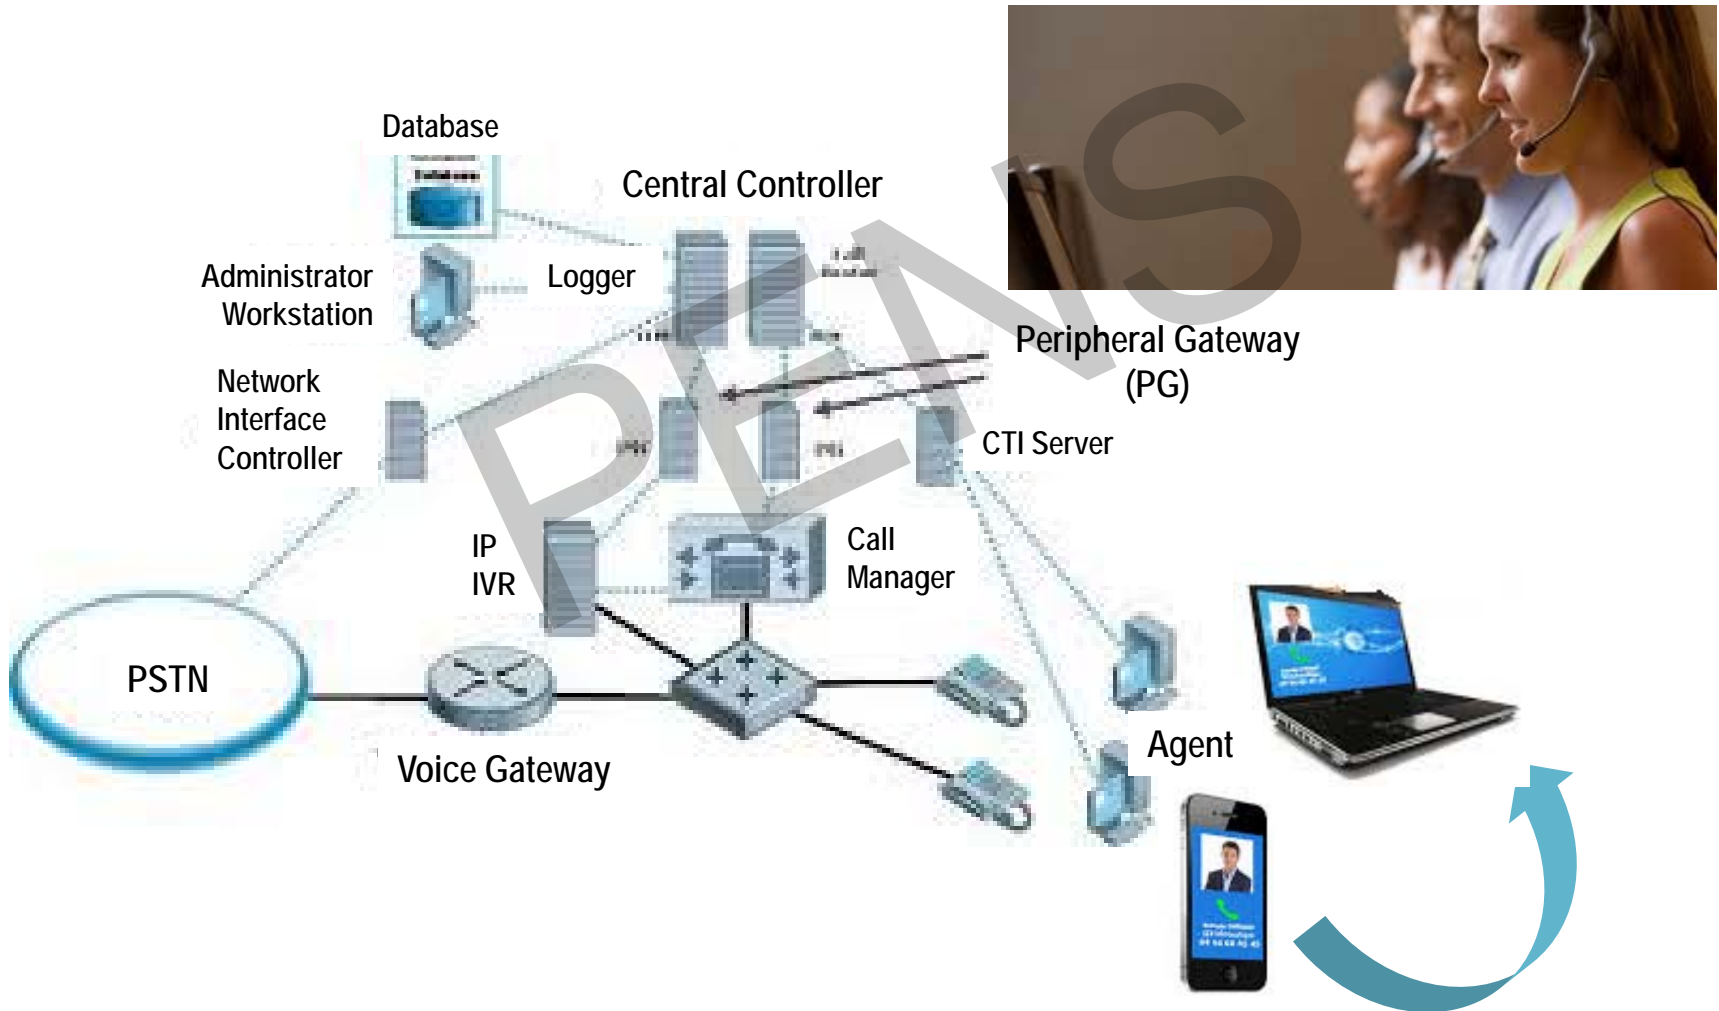 Database
Database
Central Controller
Administrator
Workstation
Logger
Peripheral Gateway
(PG)
Network
Interface
Controller
CTI Server
IP
IVR
Call
Manager
PSTN
Voice Gateway
Agent
PENS